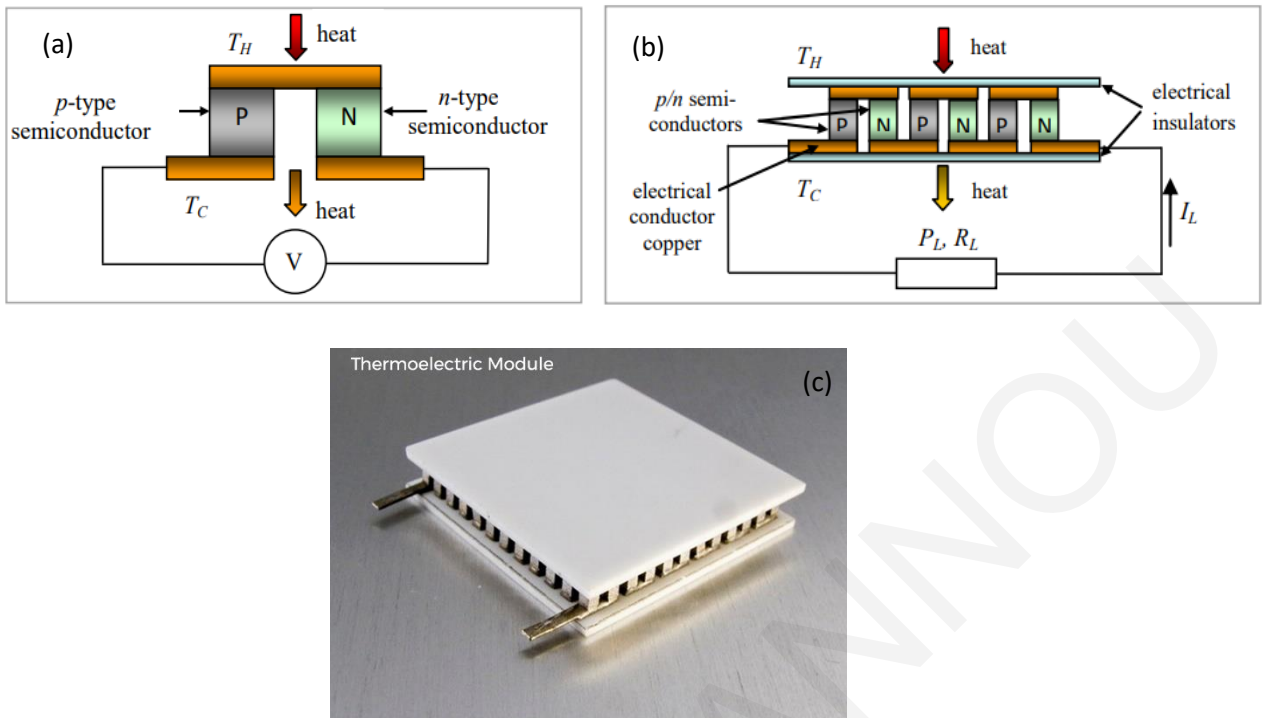 (a)
heat
T_H
p-type
semiconductor
P
N
n-type
semiconductor
T_C
heat
V
(b)
heat
T_H
p/n semi-
conductors
P N P N P N
electrical
insulators
T_C
heat
electrical
conductor
copper
P_L, R_L
I_L
Thermoelectric Module
(c)
ANNOU